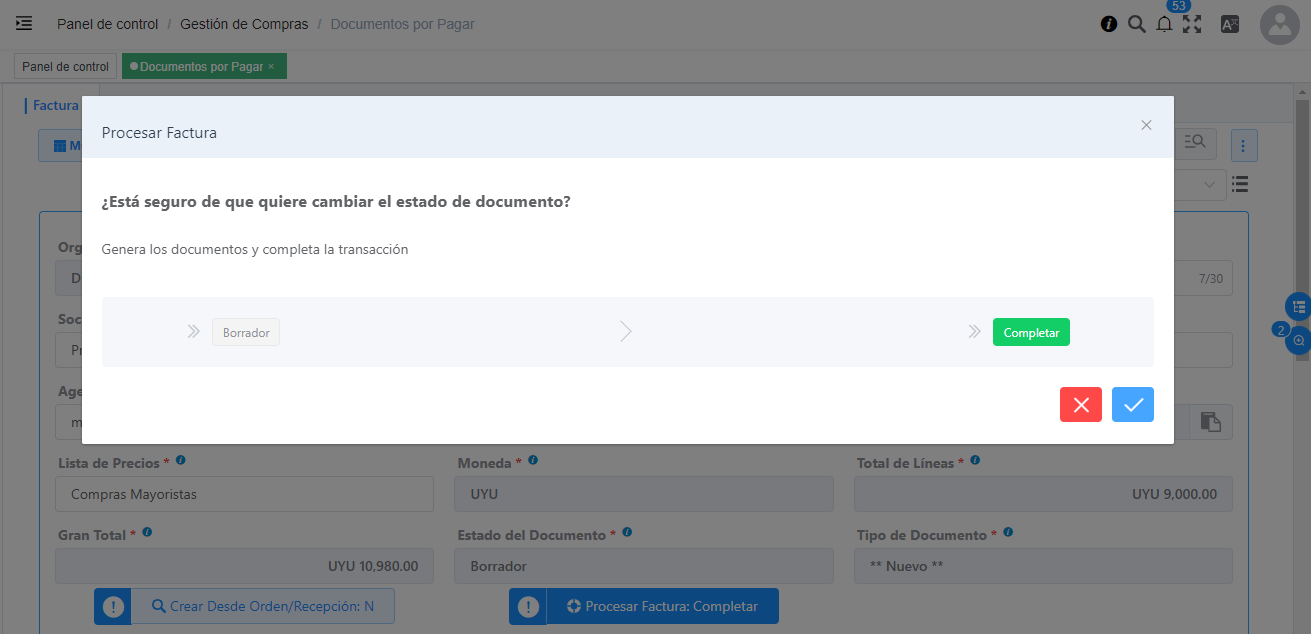 Panel de control / Gestión de Compras / Documentos por Pagar
53
Panel de control
Documentos por Pagar ×
Factura
M
Procesar Factura
¿Está seguro de que quiere cambiar el estado de documento?
Genera los documentos y completa la transacción
Borrador
Completar
Org
D
7/30
Soc
Pr
2
Age
m
Lista de Precios *
Compras Mayoristas
Moneda *
UYU
Total de Líneas *
UYU 9,000.00
Gran Total *
UYU 10,980.00
Estado del Documento *
Borrador
Tipo de Documento *
** Nuevo **
Crear Desde Orden/Recepción: N
Procesar Factura: Completar